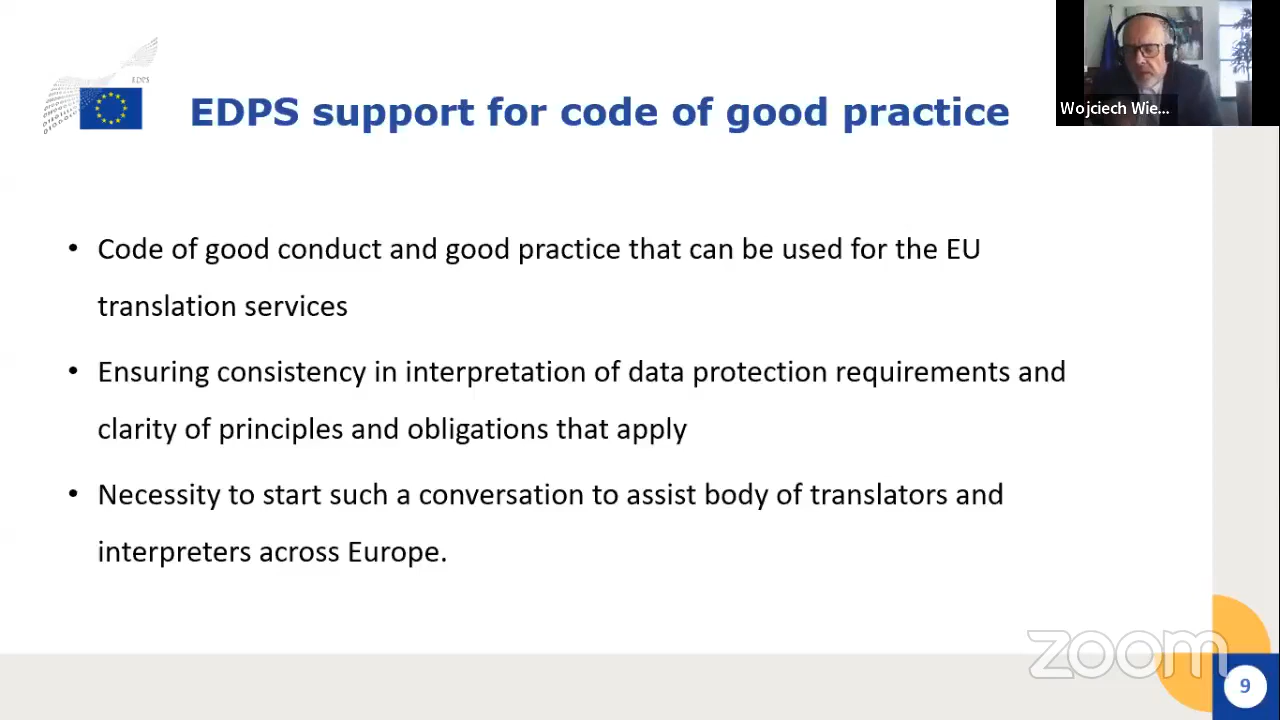 EDPS
EDPS support for code of good practice
Wojciech Wie...
• Code of good conduct and good practice that can be used for the EU
translation services
• Ensuring consistency in interpretation of data protection requirements and
clarity of principles and obligations that apply
• Necessity to start such a conversation to assist body of translators and
interpreters across Europe.
zoom
9